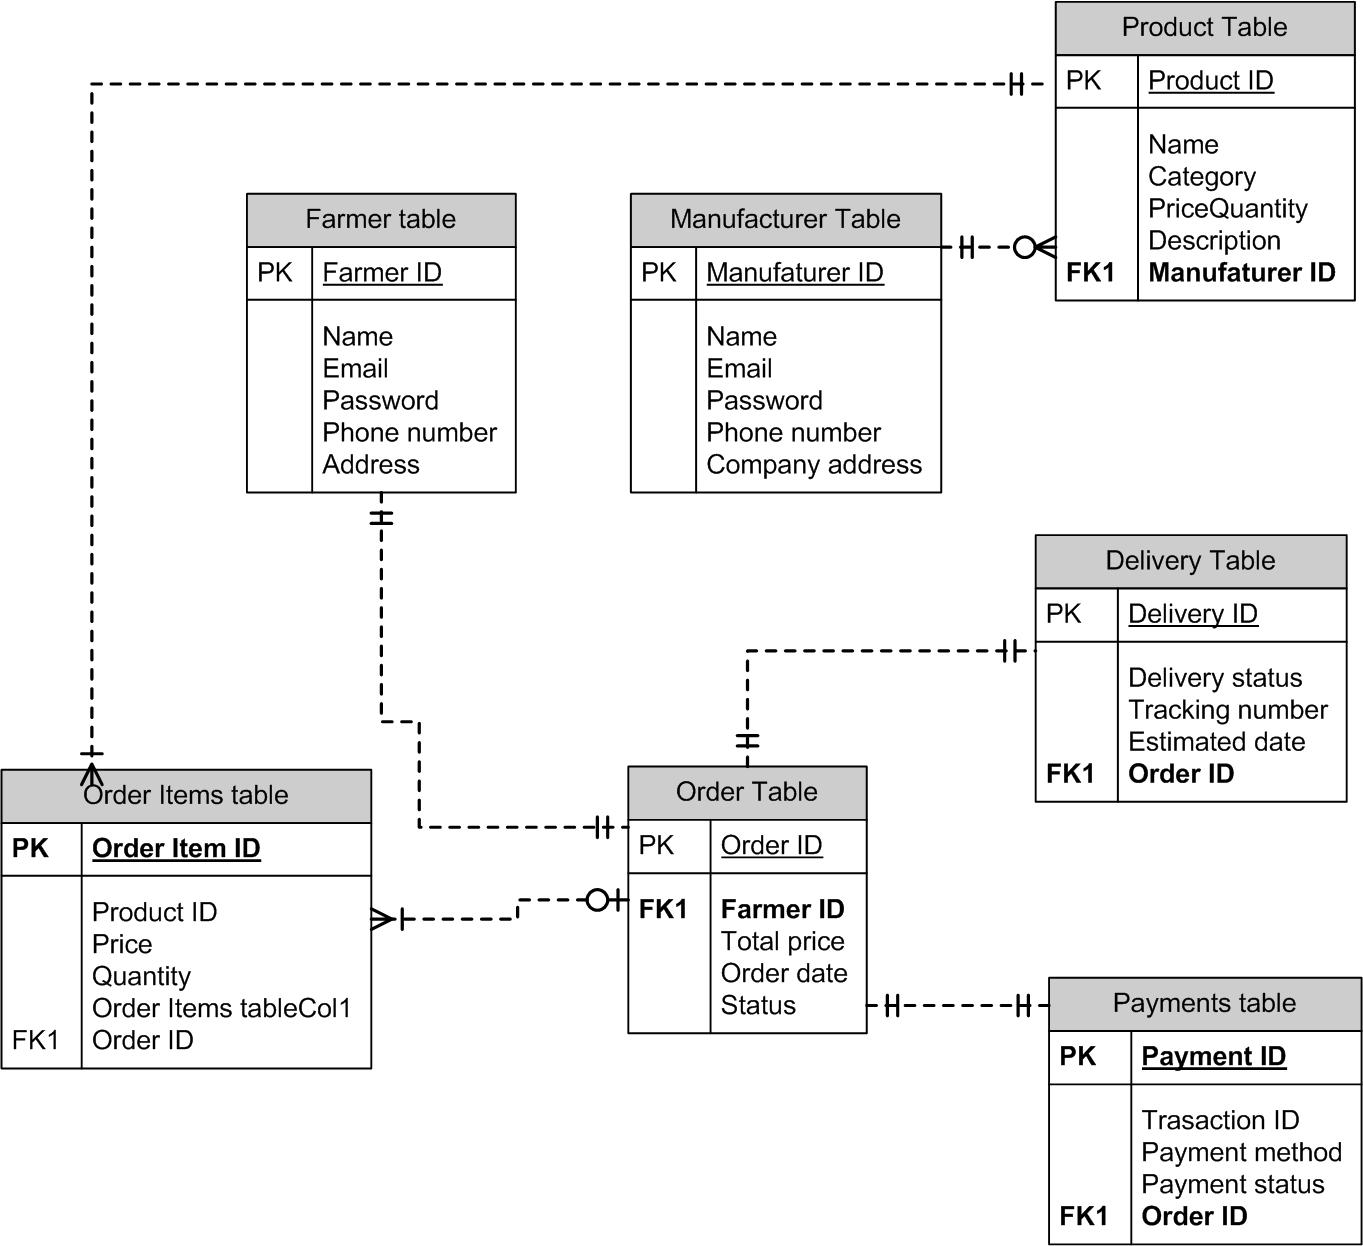 Product Table
PK Product ID
Name
Category
PriceQuantity
Description
FK1 Manufaturer ID
Farmer table
PK Farmer ID
Name
Email
Password
Phone number
Address
Manufacturer Table
PK Manufaturer ID
Name
Email
Password
Phone number
Company address
Delivery Table
PK Delivery ID
Delivery status
Tracking number
Estimated date
FK1 Order ID
Order Items table
PK Order Item ID
Product ID
Price
Quantity
Order Items tableCol1
FK1 Order ID
Order Table
PK Order ID
FK1 Farmer ID
Total price
Order date
Status
Payments table
PK Payment ID
Trasaction ID
Payment method
Payment status
FK1 Order ID